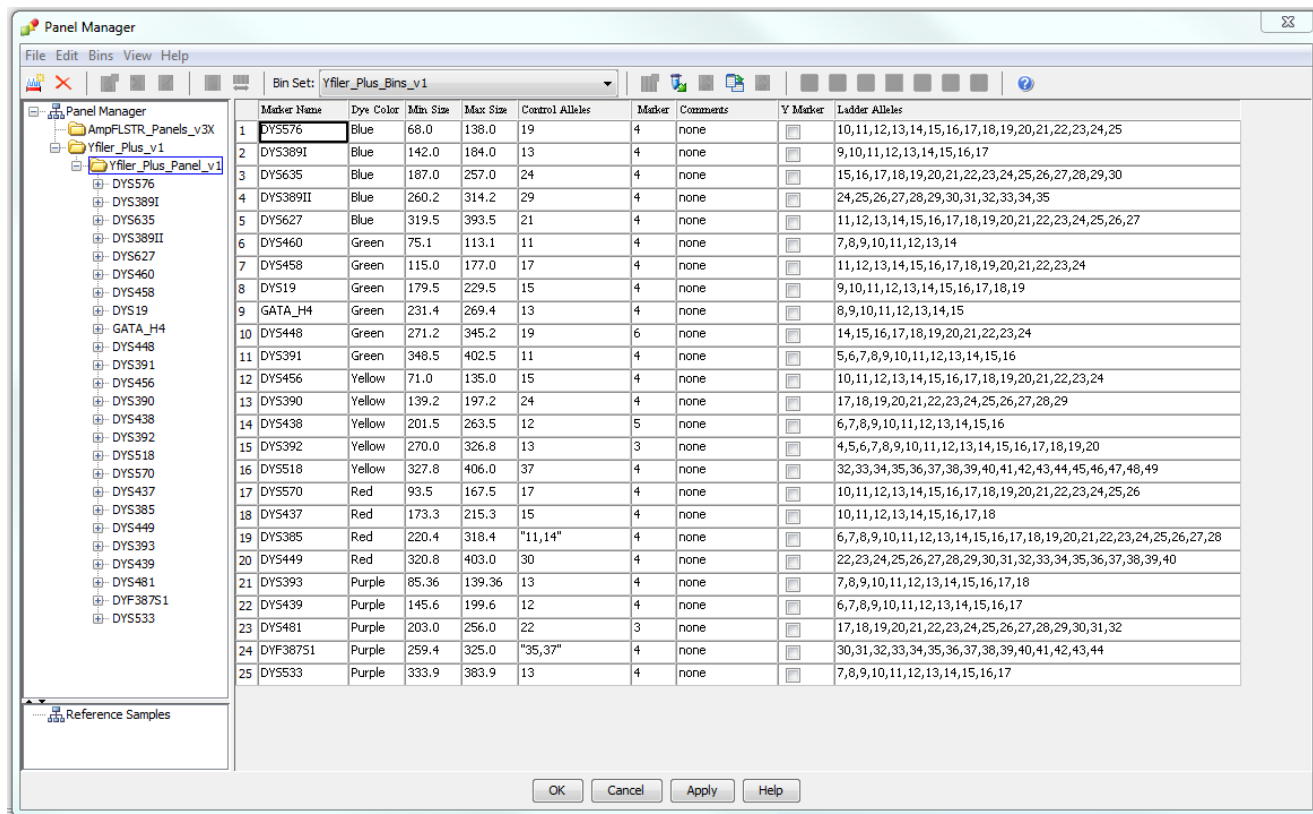 Panel Manager
File Edit Bins View Help
Bin Set: Yfiler_Plus_Bins_v1
Panel Manager
AmpFLSTR_Panels_v3X
Yfiler_Plus_v1
Yfiler_Plus_Panel_v1
DYS576
DYS389I
DYS635
DYS389II
DYS627
DYS460
DYS458
DYS19
GATA_H4
DYS448
DYS391
DYS456
DYS390
DYS438
DYS392
DYS518
DYS570
DYS437
DYS385
DYS449
DYS393
DYS439
DYS481
DYF387S1
DYS533
Reference Samples
Marker Name Dye Color Min Size Max Size Control Alleles Marker Comments Y Marker Ladder Alleles
1 DYS576 Blue 68.0 138.0 19 4 none 10,11,12,13,14,15,16,17,18,19,20,21,22,23,24,25
2 DYS389I Blue 142.0 184.0 13 4 none 9,10,11,12,13,14,15,16,17
3 DYS635 Blue 187.0 257.0 24 4 none 15,16,17,18,19,20,21,22,23,24,25,26,27,28,29,30
4 DYS389II Blue 260.2 314.2 29 4 none 24,25,26,27,28,29,30,31,32,33,34,35
5 DYS627 Blue 319.5 393.5 21 4 none 11,12,13,14,15,16,17,18,19,20,21,22,23,24,25,26,27
6 DYS460 Green 75.1 113.1 11 4 none 7,8,9,10,11,12,13,14
7 DYS458 Green 115.0 177.0 17 4 none 11,12,13,14,15,16,17,18,19,20,21,22,23,24
8 DYS19 Green 179.5 229.5 15 4 none 9,10,11,12,13,14,15,16,17,18,19
9 GATA_H4 Green 231.4 269.4 13 4 none 8,9,10,11,12,13,14,15
10 DYS448 Green 271.2 345.2 19 6 none 14,15,16,17,18,19,20,21,22,23,24
11 DYS391 Green 348.5 402.5 11 4 none 5,6,7,8,9,10,11,12,13,14,15,16
12 DYS456 Yellow 71.0 135.0 15 4 none 10,11,12,13,14,15,16,17,18,19,20,21,22,23,24
13 DYS390 Yellow 139.2 197.2 24 4 none 17,18,19,20,21,22,23,24,25,26,27,28,29
14 DYS438 Yellow 201.5 263.5 12 5 none 6,7,8,9,10,11,12,13,14,15,16
15 DYS392 Yellow 270.0 326.8 13 3 none 4,5,6,7,8,9,10,11,12,13,14,15,16,17,18,19,20
16 DYS518 Yellow 327.8 406.0 37 4 none 32,33,34,35,36,37,38,39,40,41,42,43,44,45,46,47,48,49
17 DYS570 Red 93.5 167.5 17 4 none 10,11,12,13,14,15,16,17,18,19,20,21,22,23,24,25,26
18 DYS437 Red 173.3 215.3 15 4 none 10,11,12,13,14,15,16,17,18
19 DYS385 Red 220.4 318.4 "11,14" 4 none 6,7,8,9,10,11,12,13,14,15,16,17,18,19,20,21,22,23,24,25,26,27,28
20 DYS449 Red 320.8 403.0 30 4 none 22,23,24,25,26,27,28,29,30,31,32,33,34,35,36,37,38,39,40
21 DYS393 Purple 85.36 139.36 13 4 none 7,8,9,10,11,12,13,14,15,16,17,18
22 DYS439 Purple 145.6 199.6 12 4 none 6,7,8,9,10,11,12,13,14,15,16,17
23 DYS481 Purple 203.0 256.0 22 3 none 17,18,19,20,21,22,23,24,25,26,27,28,29,30,31,32
24 DYF387S1 Purple 259.4 325.0 "35,37" 4 none 30,31,32,33,34,35,36,37,38,39,40,41,42,43,44
25 DYS533 Purple 333.9 383.9 13 4 none 7,8,9,10,11,12,13,14,15,16,17
OK Cancel Apply Help